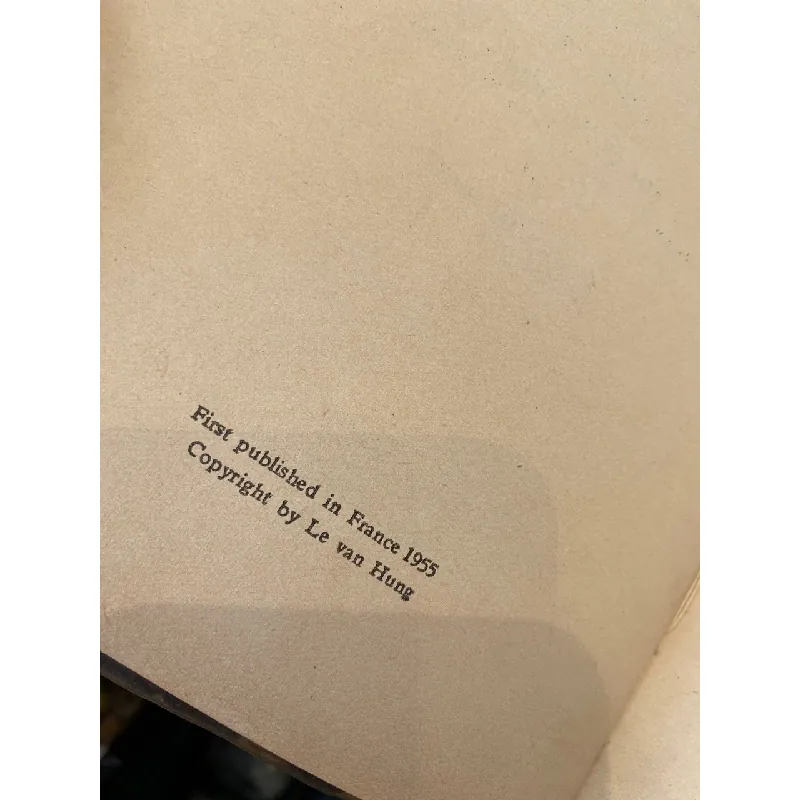 First published in France 1955
Copyright by Le van Hung